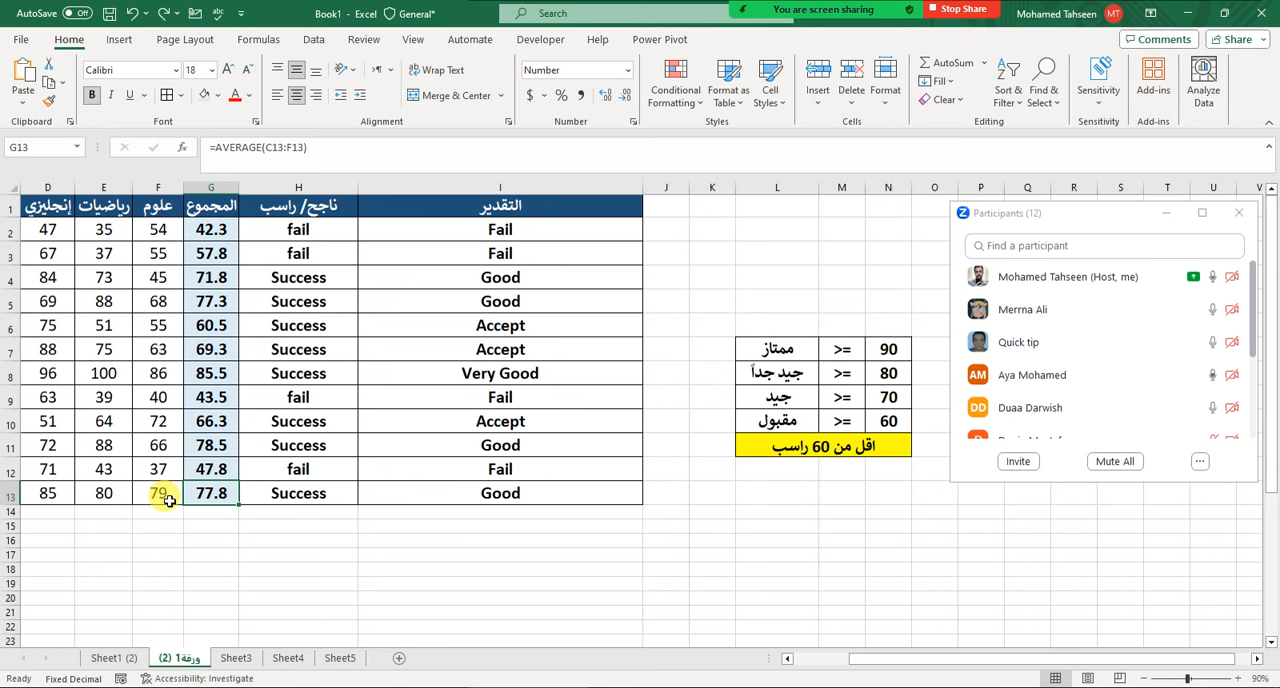 AutoSave Off Book1 - Excel General* Search You are screen sharing Stop Share Mohamed Tahseen MT
File Home Insert Page Layout Formulas Data Review View Automate Developer Help Power Pivot Comments Share
Paste Calibri 18 Wrap Text Number AutoSum
B I U A Merge & Center $ % Conditional Formatting Format as Table Cell Styles Insert Delete Format Fill Clear Sort & Filter Find & Select Sensitivity Add-ins Analyze Data
Clipboard Font Alignment Number Styles Cells Editing Sensitivity Add-ins
G13 fx =AVERAGE(C13:F13)
D E F G H I J K L M N O P Q R S T U V
1 إنجليزي رياضيات علوم المجموع ناجح/ راسب التقدير
2 47 35 54 42.3 fail Fail
3 67 37 55 57.8 fail Fail
4 84 73 45 71.8 Success Good
5 69 88 68 77.3 Success Good
6 75 51 55 60.5 Success Accept
7 88 75 63 69.3 Success Accept ممتاز >= 90
8 96 100 86 85.5 Success Very Good جيد جداً >= 80
9 63 39 40 43.5 fail Fail جيد >= 70
10 51 64 72 66.3 Success Accept مقبول >= 60
11 72 88 66 78.5 Success Good اقل من 60 راسب
12 71 43 37 47.8 fail Fail
13 85 80 79 77.8 Success Good
14
15
16
17
18
19
20
21
22
23
Participants (12)
Find a participant
Mohamed Tahseen (Host, me)
Merrna Ali
Quick tip
AM Aya Mohamed
DD Duaa Darwish
Invite Mute All ...
Sheet1 (2) ورقة1 (2) Sheet3 Sheet4 Sheet5
Ready Fixed Decimal Accessibility: Investigate 90%